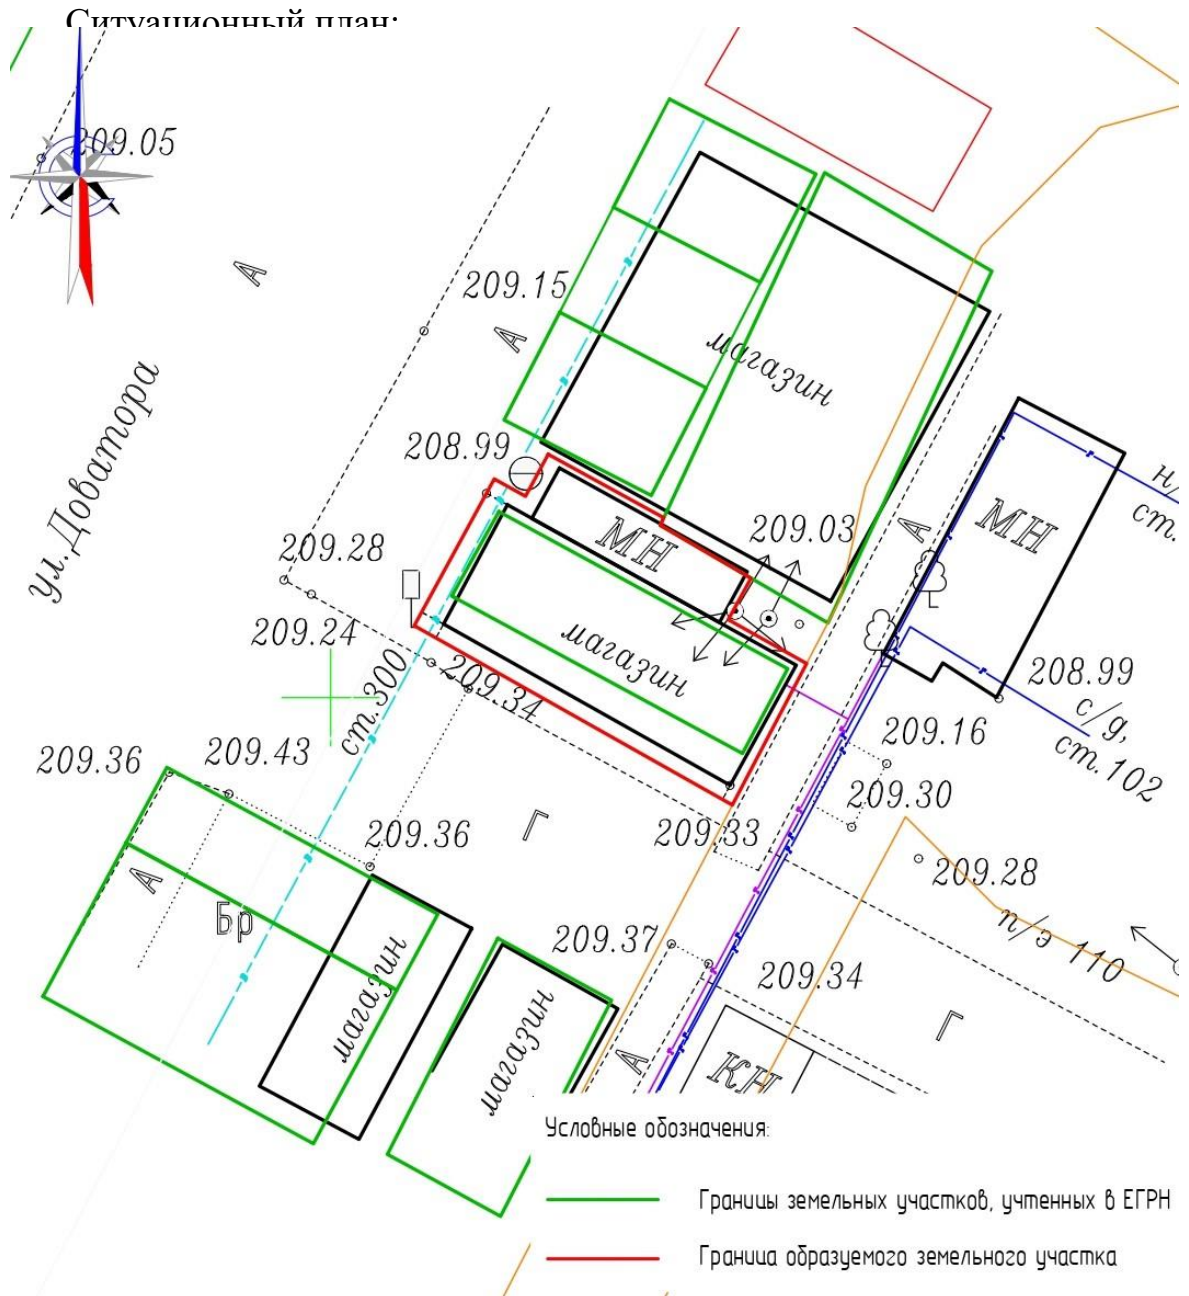 Ситуационный план:
209.05
А
209.15
А
магазин
208.99
н/
ст.
МН
209.03
А
МН
ул.Доватора
209.28
209.24
магазин
209.34
ст.300
208.99
с/д,
ст.102
209.16
209.36
209.43
209.30
209.36
Г
209.33
209.28
А
Бр
п/э 110
209.37
209.34
магазин
магазин
Г
А
КН
Условные обозначения:
Границы земельных участков, учтенных в ЕГРН
Граница образуемого земельного участка